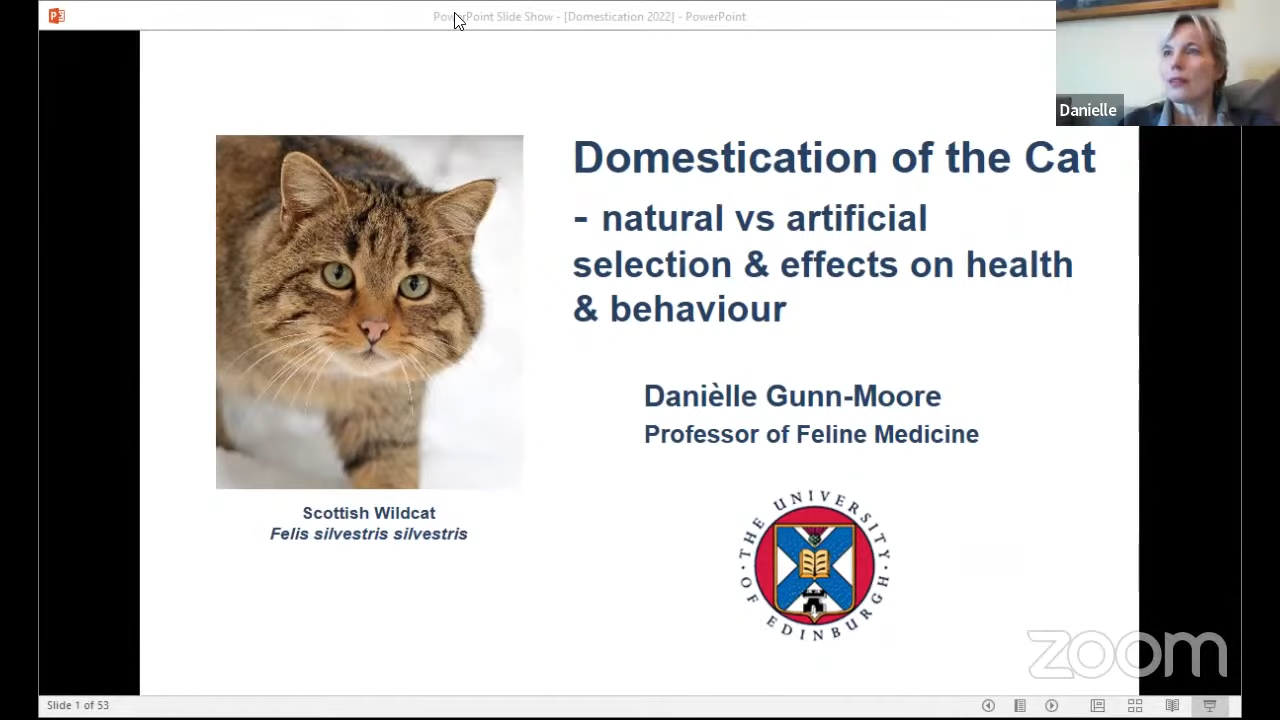 PowerPoint Slide Show - [Domestication 2022] - PowerPoint
Danielle
Domestication of the Cat
- natural vs artificial
selection & effects on health
& behaviour
Danièlle Gunn-Moore
Professor of Feline Medicine
Scottish Wildcat
Felis silvestris silvestris
THE UNIVERSITY
OF EDINBURGH
zoom
Slide 1 of 53